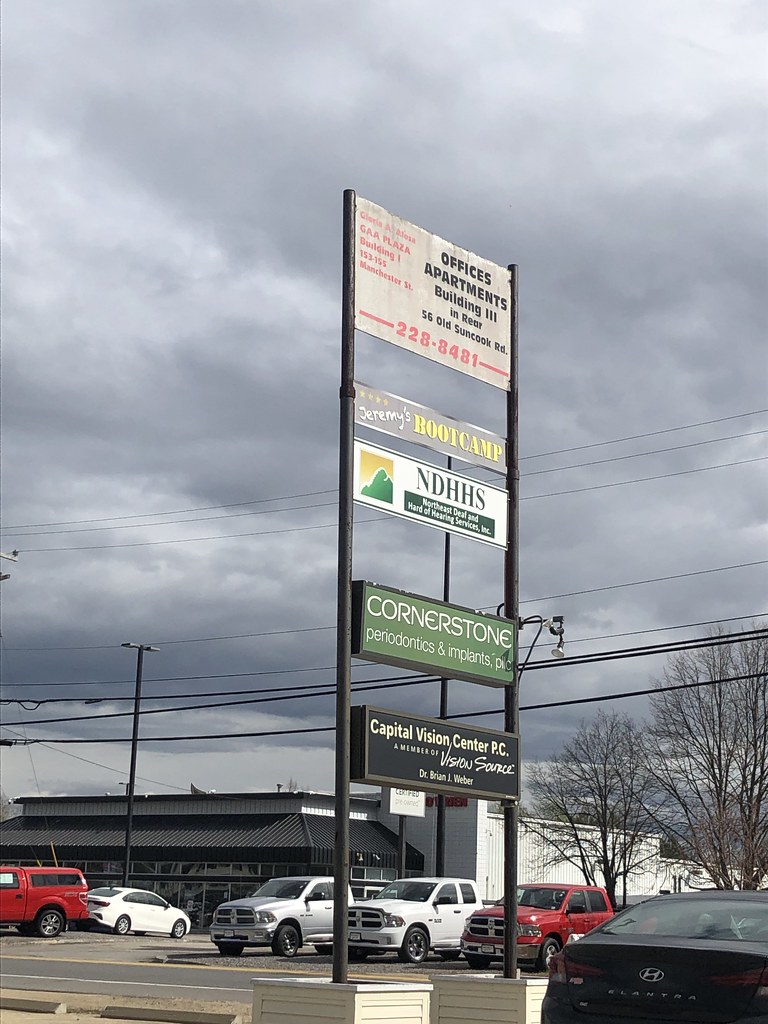 GAA PLAZA
Building I
153-155
Manchester St.
OFFICES
APARTMENTS
Building III
in Rear
56 Old Suncook Rd.
228-8481
Jeremy's BOOTCAMP
NDHHS
Northeast Deaf and
Hard of Hearing Services, Inc.
CORNERSTONE
periodontics & implants, pllc
Capital Vision Center P.C.
A MEMBER OF Vision Source
Dr. Brian J. Weber
CERTIFIED
pre-owned
ELANTRA